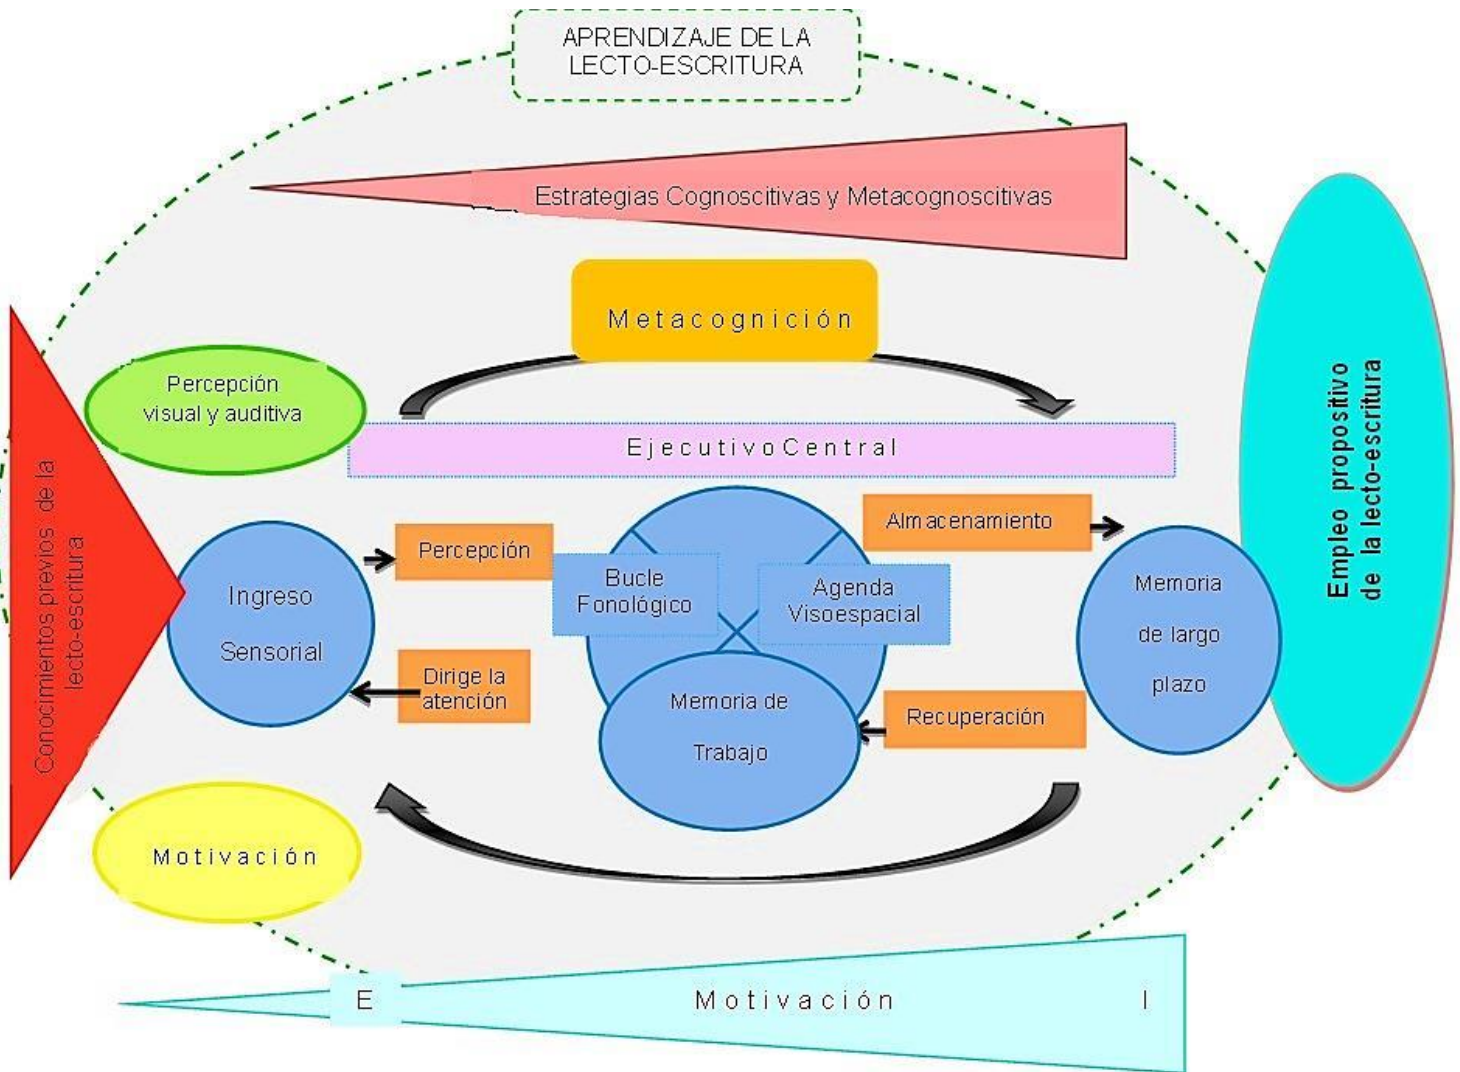 APRENDIZAJE DE LA
LECTO-ESCRITURA
Estrategias Cognoscitivas y Metacognoscitivas
Metacognición
Percepción
visual y auditiva
Ejecutivo Central
Conocimientos previos de la
lecto-escritura
Ingreso
Sensorial
Percepción
Dirige la
atención
Bucle
Fonológico
Agenda
Visoespacial
Memoria de
Trabajo
Almacenamiento
Recuperación
Memoria
de largo
plazo
Empleo propositivo
de la lecto-escritura
Motivación
E Motivación I